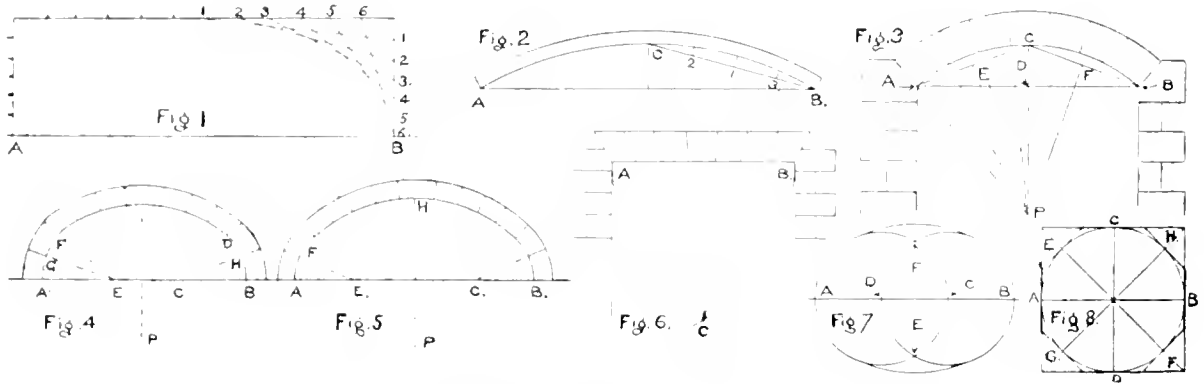 1 2 3 4 5 6
1
2
3
4
5
16
Fig 1
A B
Fig. 2
C 2 3
A B.
Fig. 3
C
A E D F B
P
A B.
Fig. 6.
C
F D
G H
A E C B
Fig. 4
P
H
F
A E. C. B.
Fig. 5
P
F
A D C B
E
Fig 7
C
E H.
A B
Fig 8.
G. F.
D